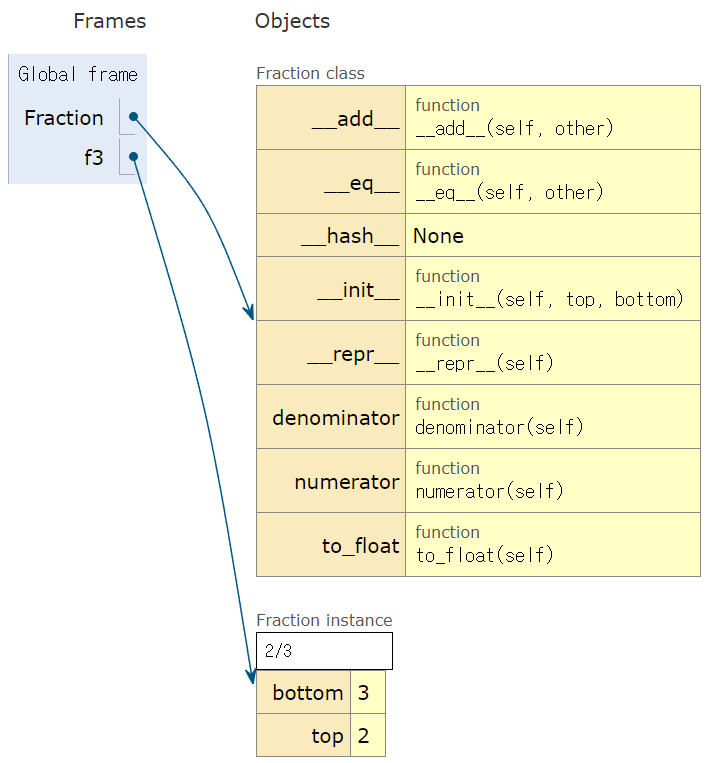 Frames Objects
Global frame
Fraction
f3
Fraction class
__add__ function
__add__(self, other)
__eq__ function
__eq__(self, other)
__hash__ None
__init__ function
__init__(self, top, bottom)
__repr__ function
__repr__(self)
denominator function
denominator(self)
numerator function
numerator(self)
to_float function
to_float(self)
Fraction instance
2/3
bottom 3
top 2